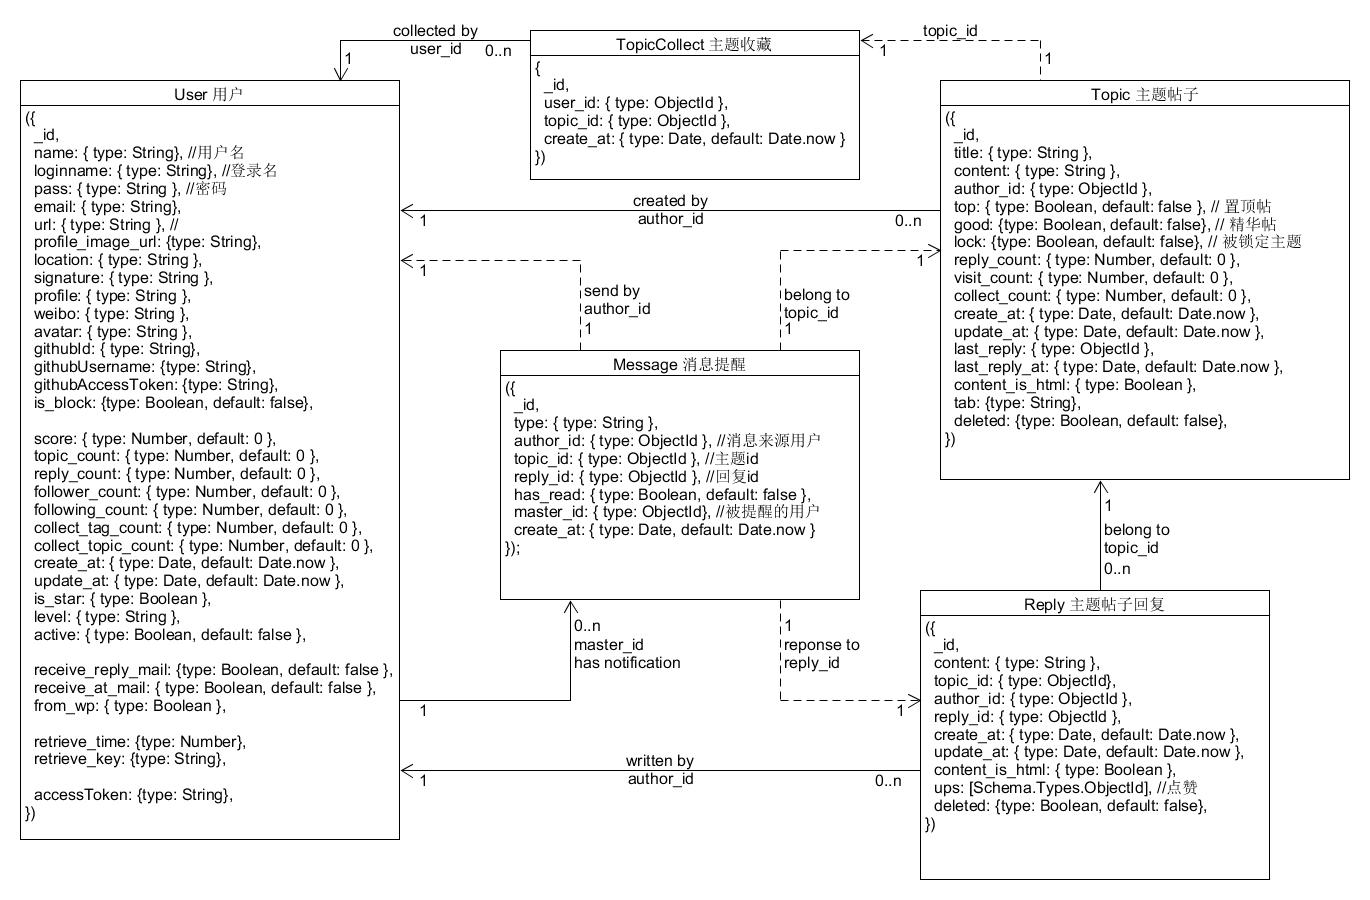 collected by
user_id
0..n
1
TopicCollect 主题收藏
{
_id,
user_id: { type: ObjectId },
topic_id: { type: ObjectId },
create_at: { type: Date, default: Date.now }
})
topic_id
1
1
User 用户
({
_id,
name: { type: String}, //用户名
loginname: { type: String}, //登录名
pass: { type: String }, //密码
email: { type: String},
url: { type: String }, //
profile_image_url: {type: String},
location: { type: String },
signature: { type: String },
profile: { type: String },
weibo: { type: String },
avatar: { type: String },
githubId: { type: String},
githubUsername: {type: String},
githubAccessToken: {type: String},
is_block: {type: Boolean, default: false},
score: { type: Number, default: 0 },
topic_count: { type: Number, default: 0 },
reply_count: { type: Number, default: 0 },
follower_count: { type: Number, default: 0 },
following_count: { type: Number, default: 0 },
collect_tag_count: { type: Number, default: 0 },
collect_topic_count: { type: Number, default: 0 },
create_at: { type: Date, default: Date.now },
update_at: { type: Date, default: Date.now },
is_star: { type: Boolean },
level: { type: String },
active: { type: Boolean, default: false },
receive_reply_mail: {type: Boolean, default: false },
receive_at_mail: { type: Boolean, default: false },
from_wp: { type: Boolean },
retrieve_time: {type: Number},
retrieve_key: {type: String},
accessToken: {type: String},
})
Topic 主题帖子
({
_id,
title: { type: String },
content: { type: String },
author_id: { type: ObjectId },
top: { type: Boolean, default: false }, // 置顶帖
good: {type: Boolean, default: false}, // 精华帖
lock: {type: Boolean, default: false}, // 被锁定主题
reply_count: { type: Number, default: 0 },
visit_count: { type: Number, default: 0 },
collect_count: { type: Number, default: 0 },
create_at: { type: Date, default: Date.now },
update_at: { type: Date, default: Date.now },
last_reply: { type: ObjectId },
last_reply_at: { type: Date, default: Date.now },
content_is_html: { type: Boolean },
tab: {type: String},
deleted: {type: Boolean, default: false},
})
created by
author_id
1
0..n
1
send by
author_id
1
1
belong to
topic_id
1
Message 消息提醒
({
_id,
type: { type: String },
author_id: { type: ObjectId }, //消息来源用户
topic_id: { type: ObjectId }, //主题id
reply_id: { type: ObjectId }, //回复id
has_read: { type: Boolean, default: false },
master_id: { type: ObjectId}, //被提醒的用户
create_at: { type: Date, default: Date.now }
});
0..n
master_id
has notification
1
1
reponse to
reply_id
1
1
belong to
topic_id
0..n
written by
author_id
1
0..n
Reply 主题帖子回复
({
_id,
content: { type: String },
topic_id: { type: ObjectId},
author_id: { type: ObjectId },
reply_id: { type: ObjectId },
create_at: { type: Date, default: Date.now },
update_at: { type: Date, default: Date.now },
content_is_html: { type: Boolean },
ups: [Schema.Types.ObjectId], //点赞
deleted: {type: Boolean, default: false},
})